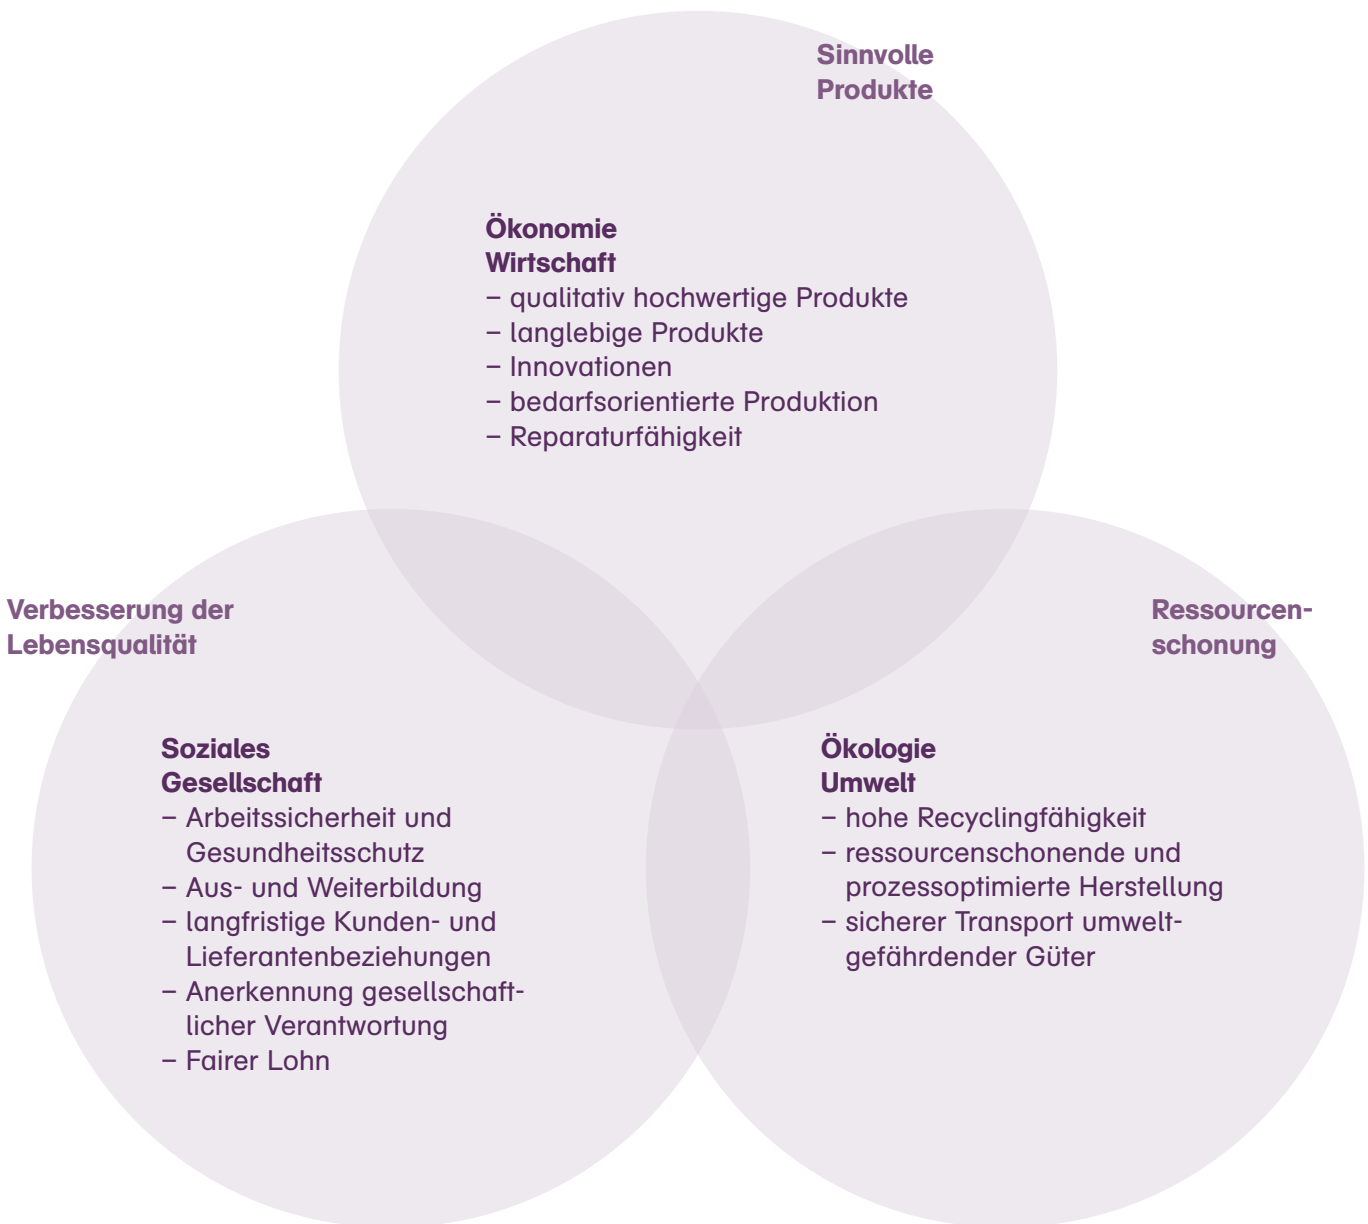 Sinnvolle
Produkte
Ökonomie
Wirtschaft
– qualitativ hochwertige Produkte
– langlebige Produkte
– Innovationen
– bedarfsorientierte Produktion
– Reparaturfähigkeit
Verbesserung der
Lebensqualität
Soziales
Gesellschaft
– Arbeitssicherheit und
Gesundheitsschutz
– Aus- und Weiterbildung
– langfristige Kunden- und
Lieferantenbeziehungen
– Anerkennung gesellschaft-
licher Verantwortung
– Fairer Lohn
Ressourcen-
schonung
Ökologie
Umwelt
– hohe Recyclingfähigkeit
– ressourcenschonende und
prozessoptimierte Herstellung
– sicherer Transport umwelt-
gefährdender Güter